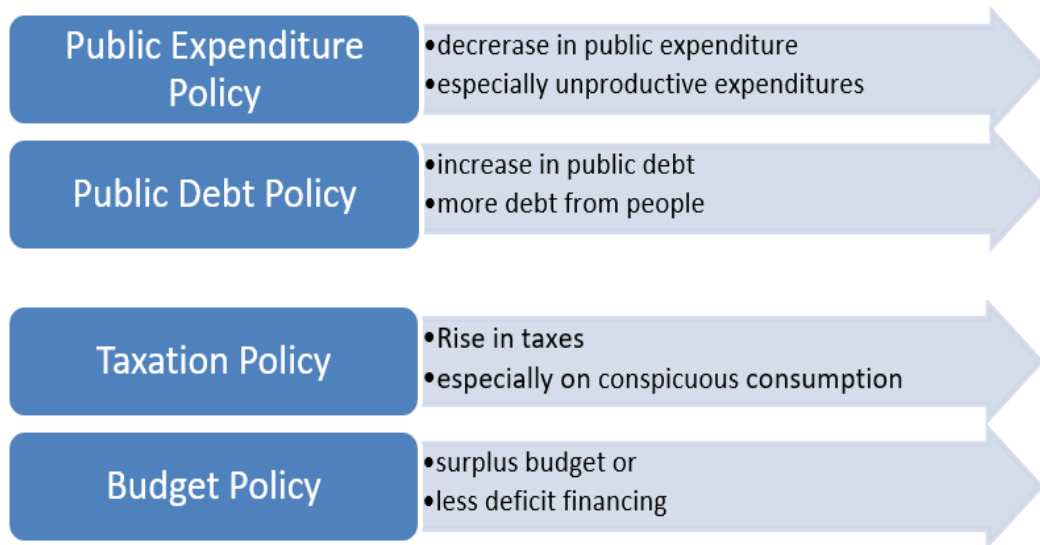 Public Expenditure
Policy
•decrerase in public expenditure
•especially unproductive expenditures
Public Debt Policy
•increase in public debt
•more debt from people
Taxation Policy
•Rise in taxes
•especially on conspicuous consumption
Budget Policy
•surplus budget or
•less deficit financing